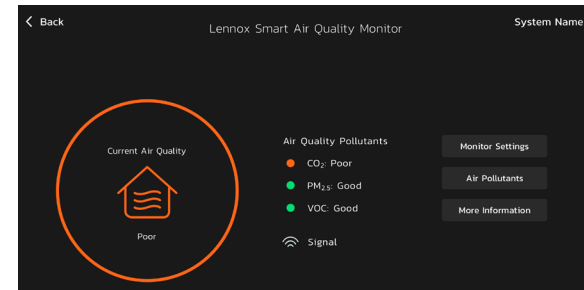 Back
Lennox Smart Air Quality Monitor
System Name
Current Air Quality
Poor
Air Quality Pollutants
CO₂: Poor
PM₂.₅: Good
VOC: Good
Signal
Monitor Settings
Air Pollutants
More Information